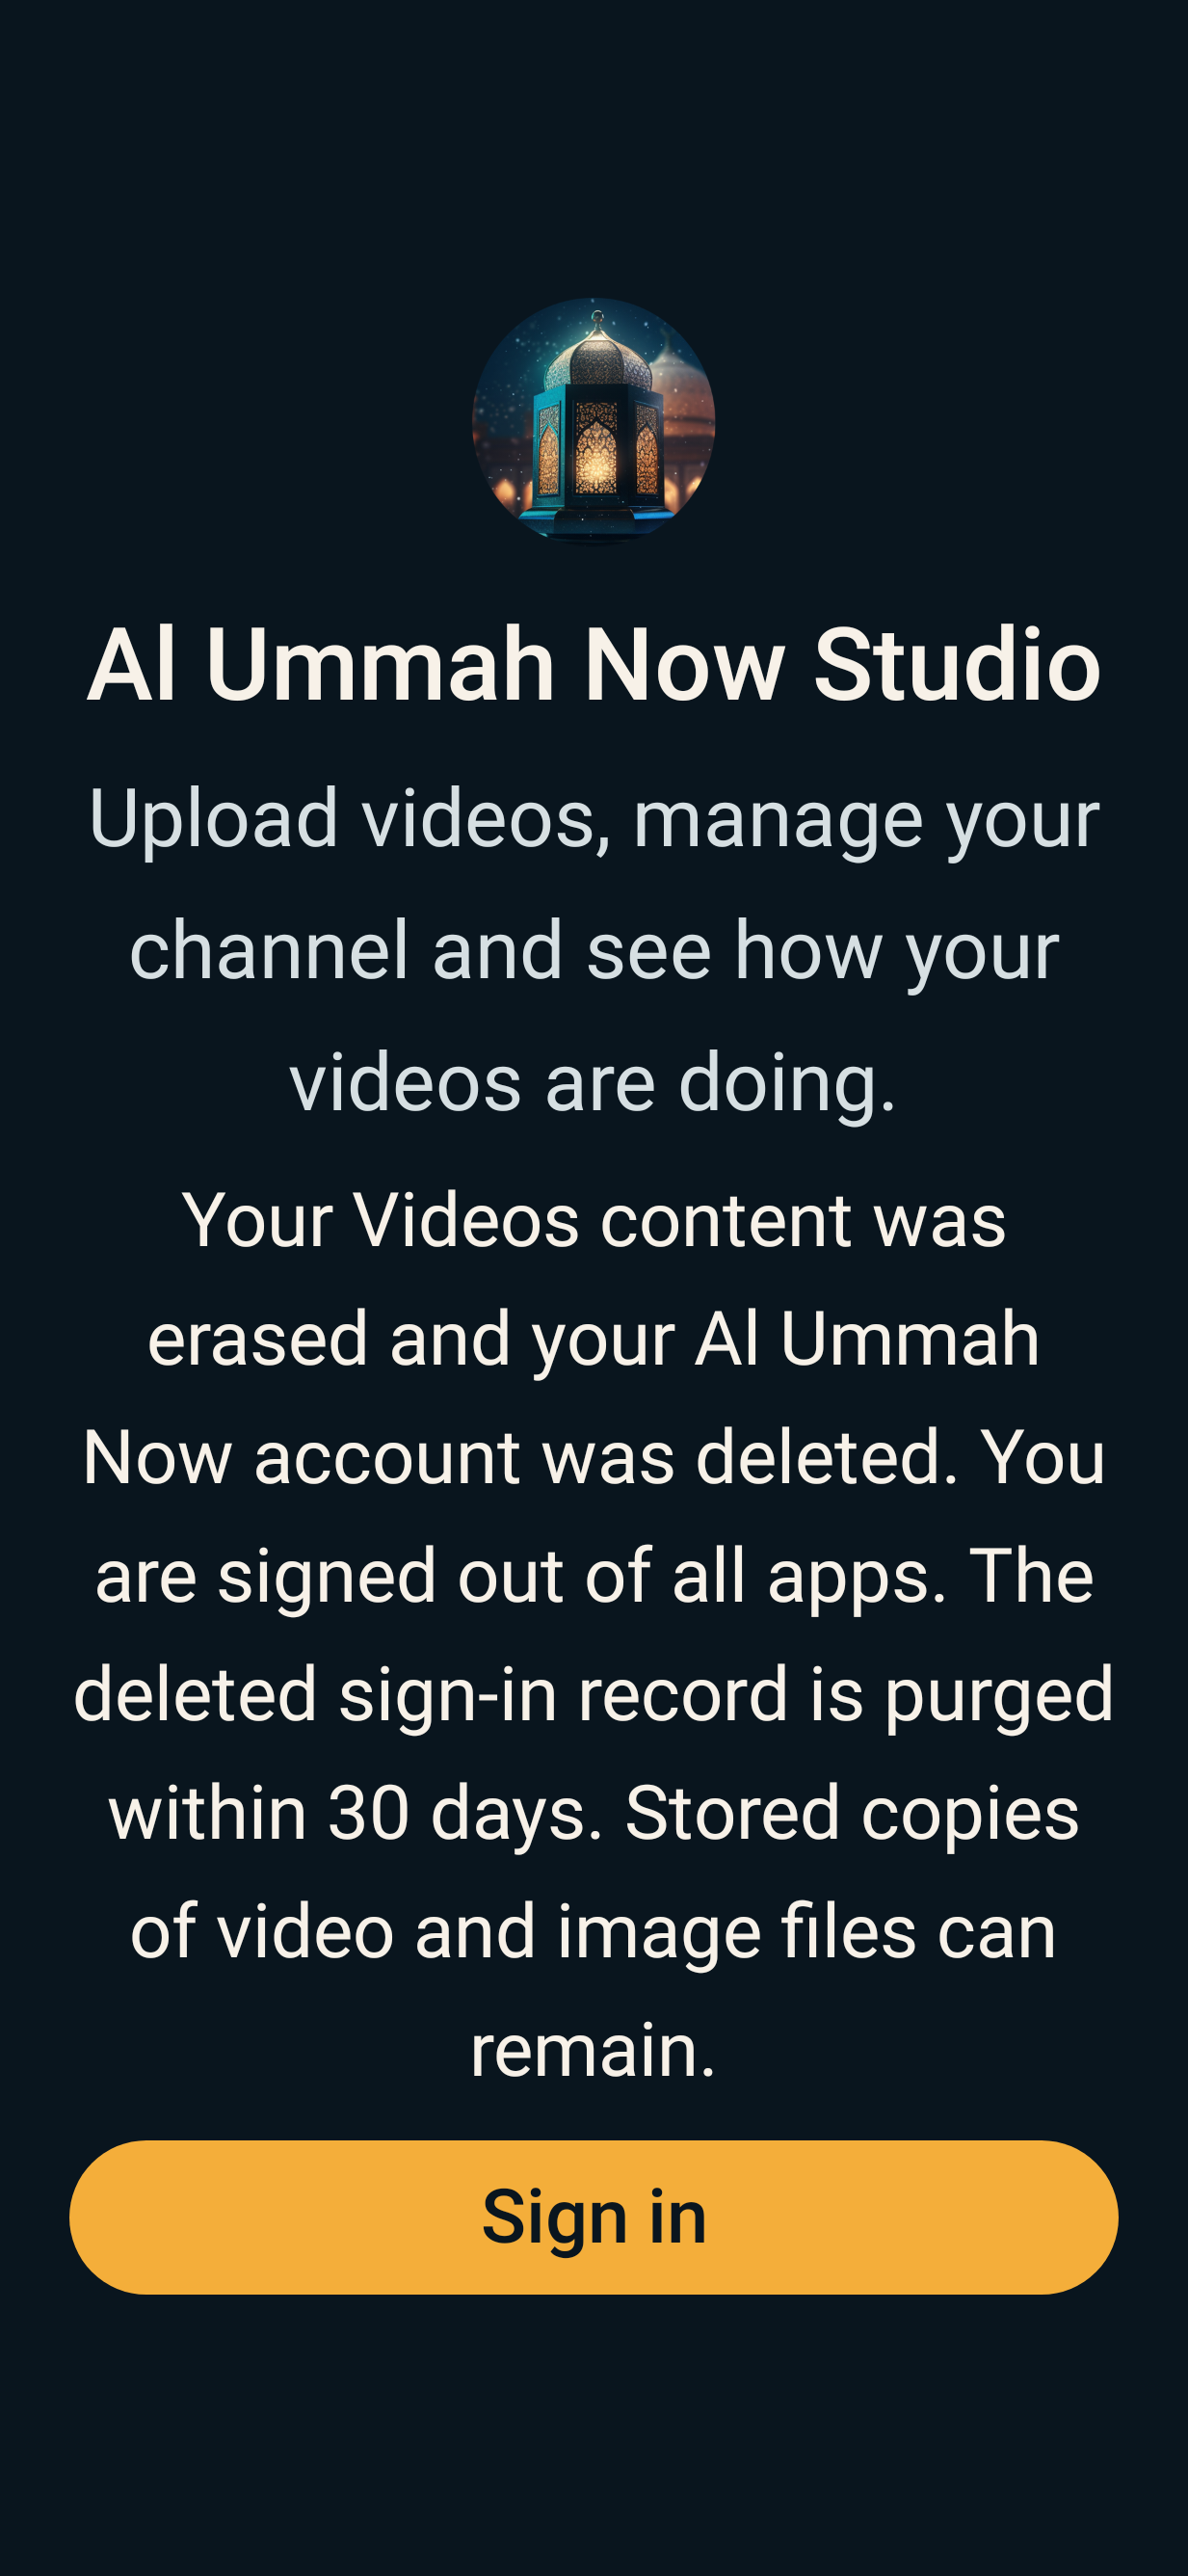 Al Ummah Now Studio
Upload videos, manage your
channel and see how your
videos are doing.
Your Videos content was
erased and your Al Ummah
Now account was deleted. You
are signed out of all apps. The
deleted sign-in record is purged
within 30 days. Stored copies
of video and image files can
remain.
Sign in